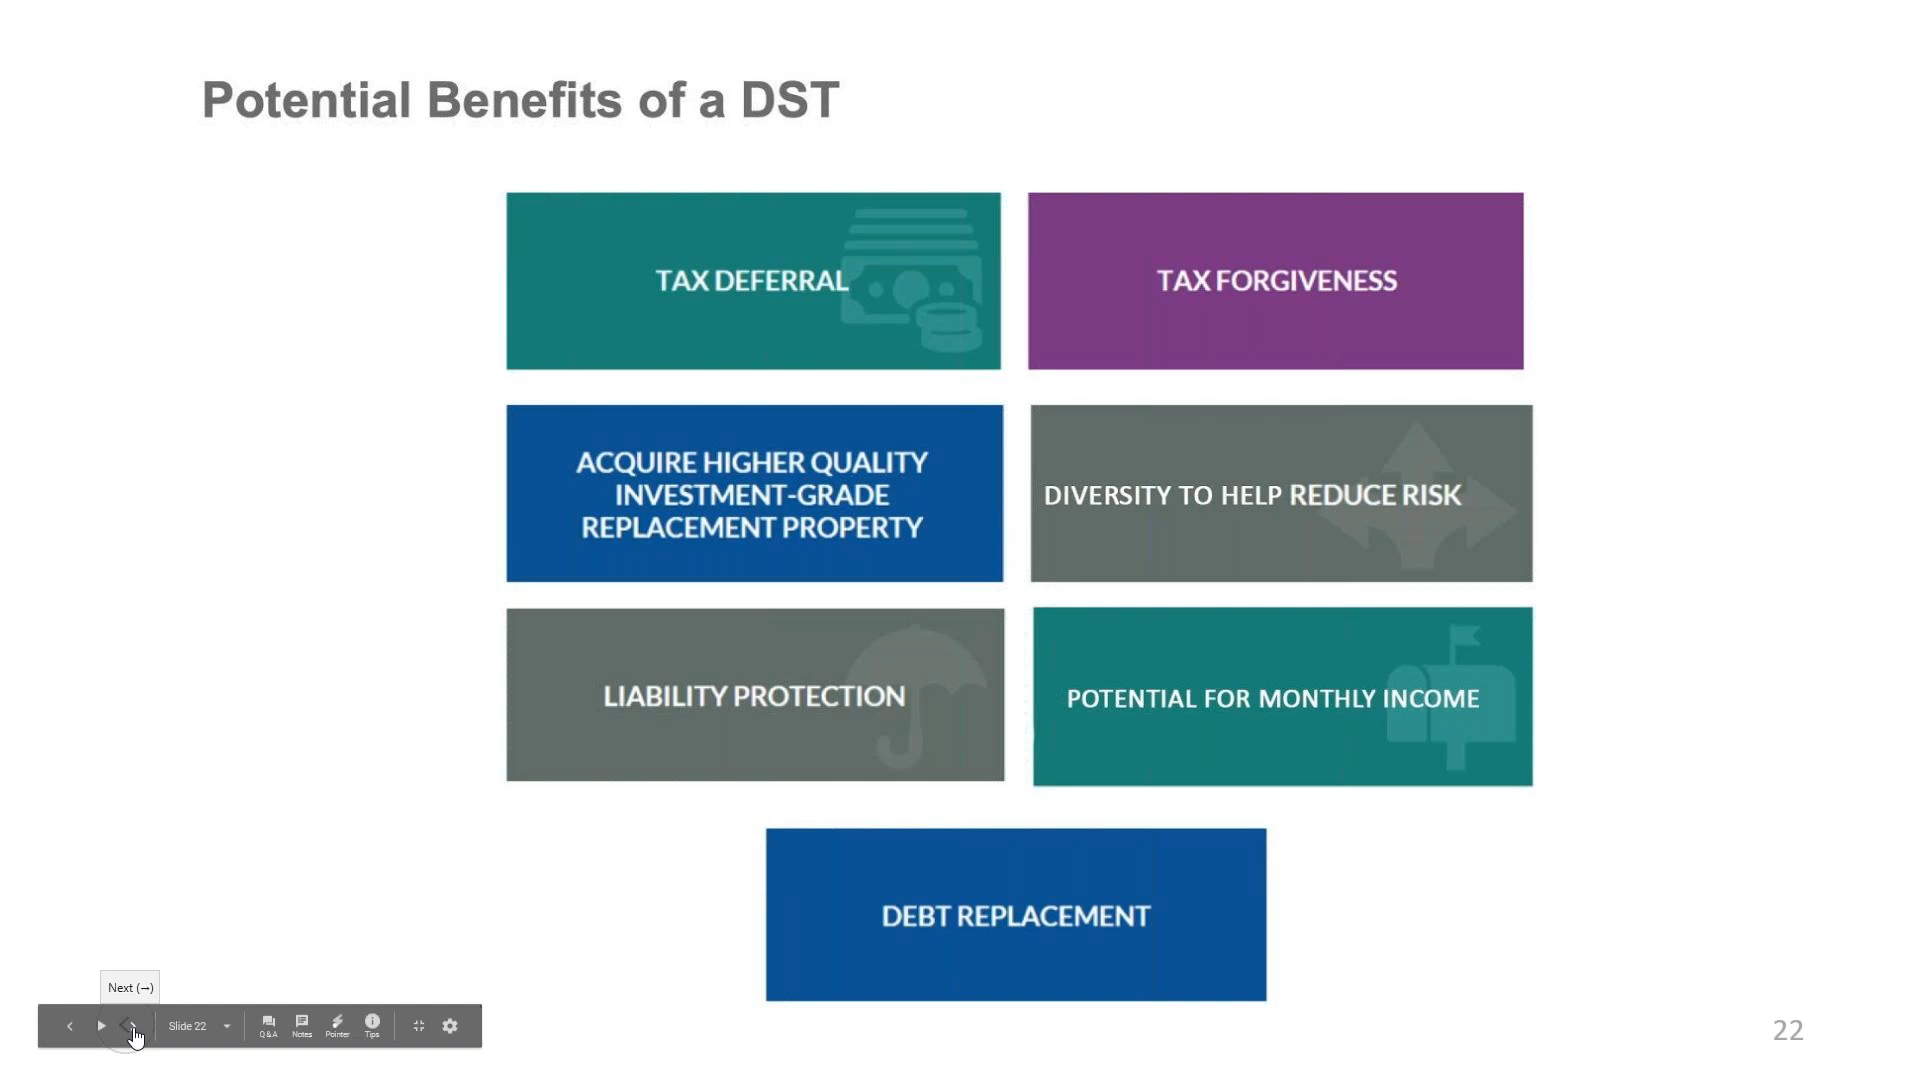 Potential Benefits of a DST
TAX DEFERRAL
TAX FORGIVENESS
ACQUIRE HIGHER QUALITY
INVESTMENT-GRADE
REPLACEMENT PROPERTY
DIVERSITY TO HELP REDUCE RISK
LIABILITY PROTECTION
POTENTIAL FOR MONTHLY INCOME
DEBT REPLACEMENT
Next (→)
Slide 22
Q&A
Notes
Pointer
Tips
22